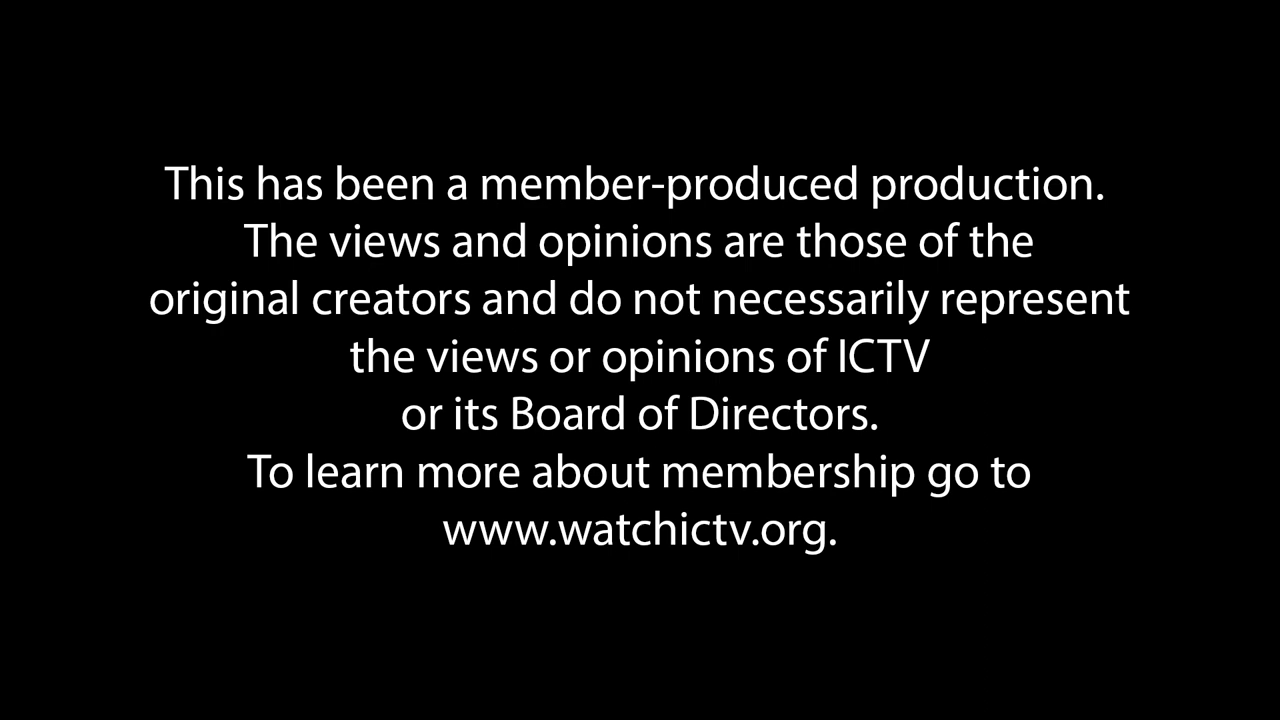 This has been a member-produced production.
The views and opinions are those of the
original creators and do not necessarily represent
the views or opinions of ICTV
or its Board of Directors.
To learn more about membership go to
www.watchictv.org.